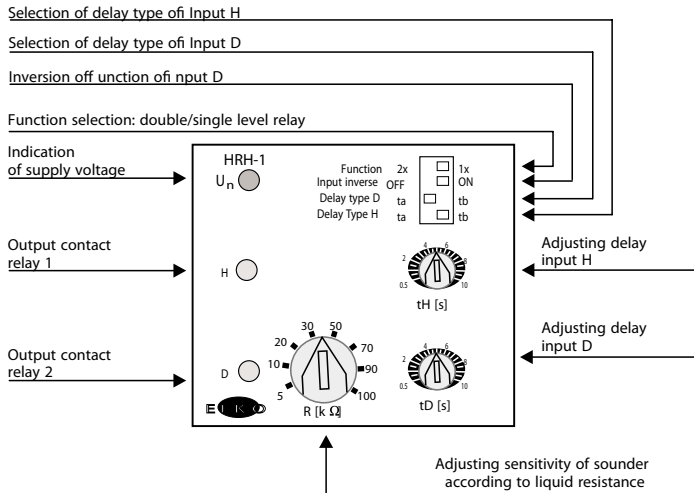 Selection of delay type ofi Input H
Selection of delay type ofi Input D
Inversion off unction ofi nput D
Function selection: double/single level relay
Indication
of supply voltage
HRH-1
Un
Function 2x 1x
Input inverse OFF ON
Delay type D ta tb
Delay Type H ta tb
Output contact
relay 1
H
0.5 2 4 6 8 10
tH [s]
Adjusting delay
input H
Output contact
relay 2
D
ELKO
5 10 20 30 50 70 90 100
R [k Ω]
0.5 2 4 6 8 10
tD [s]
Adjusting delay
input D
Adjusting sensitivity of sounder
according to liquid resistance